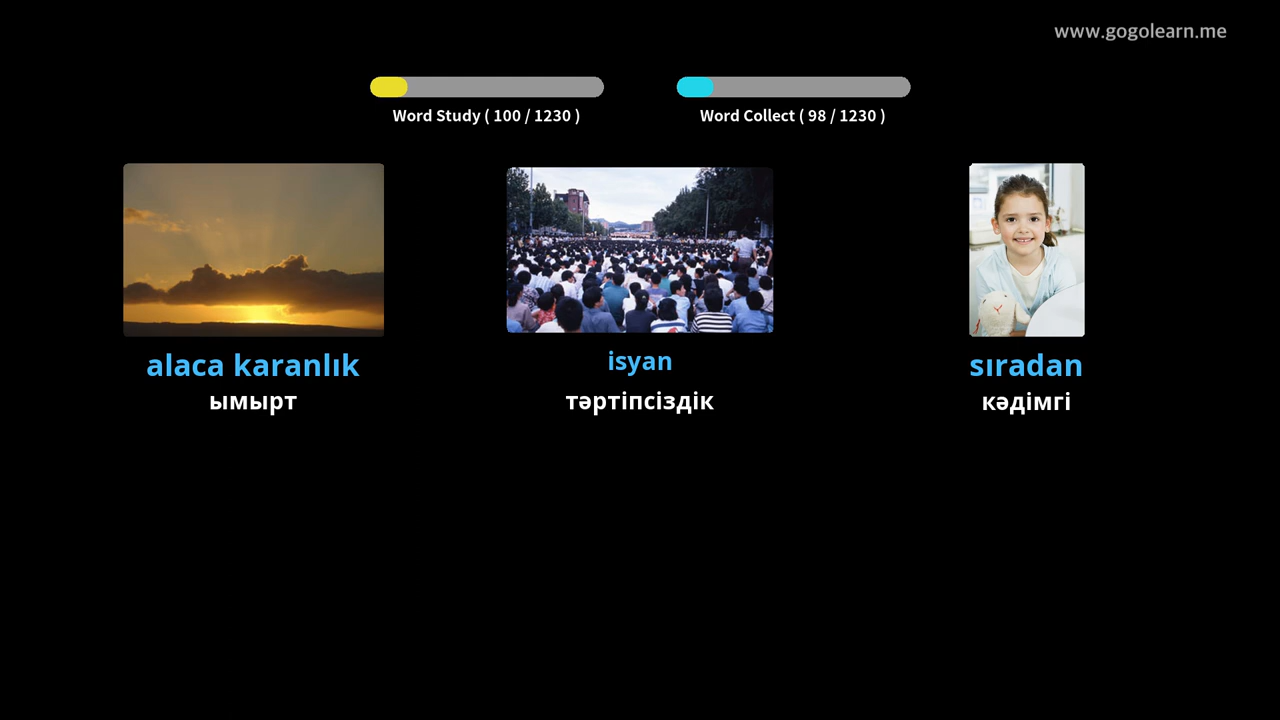 www.gogolearn.me
Word Study ( 100 / 1230 )
Word Collect ( 98 / 1230 )
alaca karanlık
isyan
sıradan
ымырт
тәртіпсіздік
кәдімгі